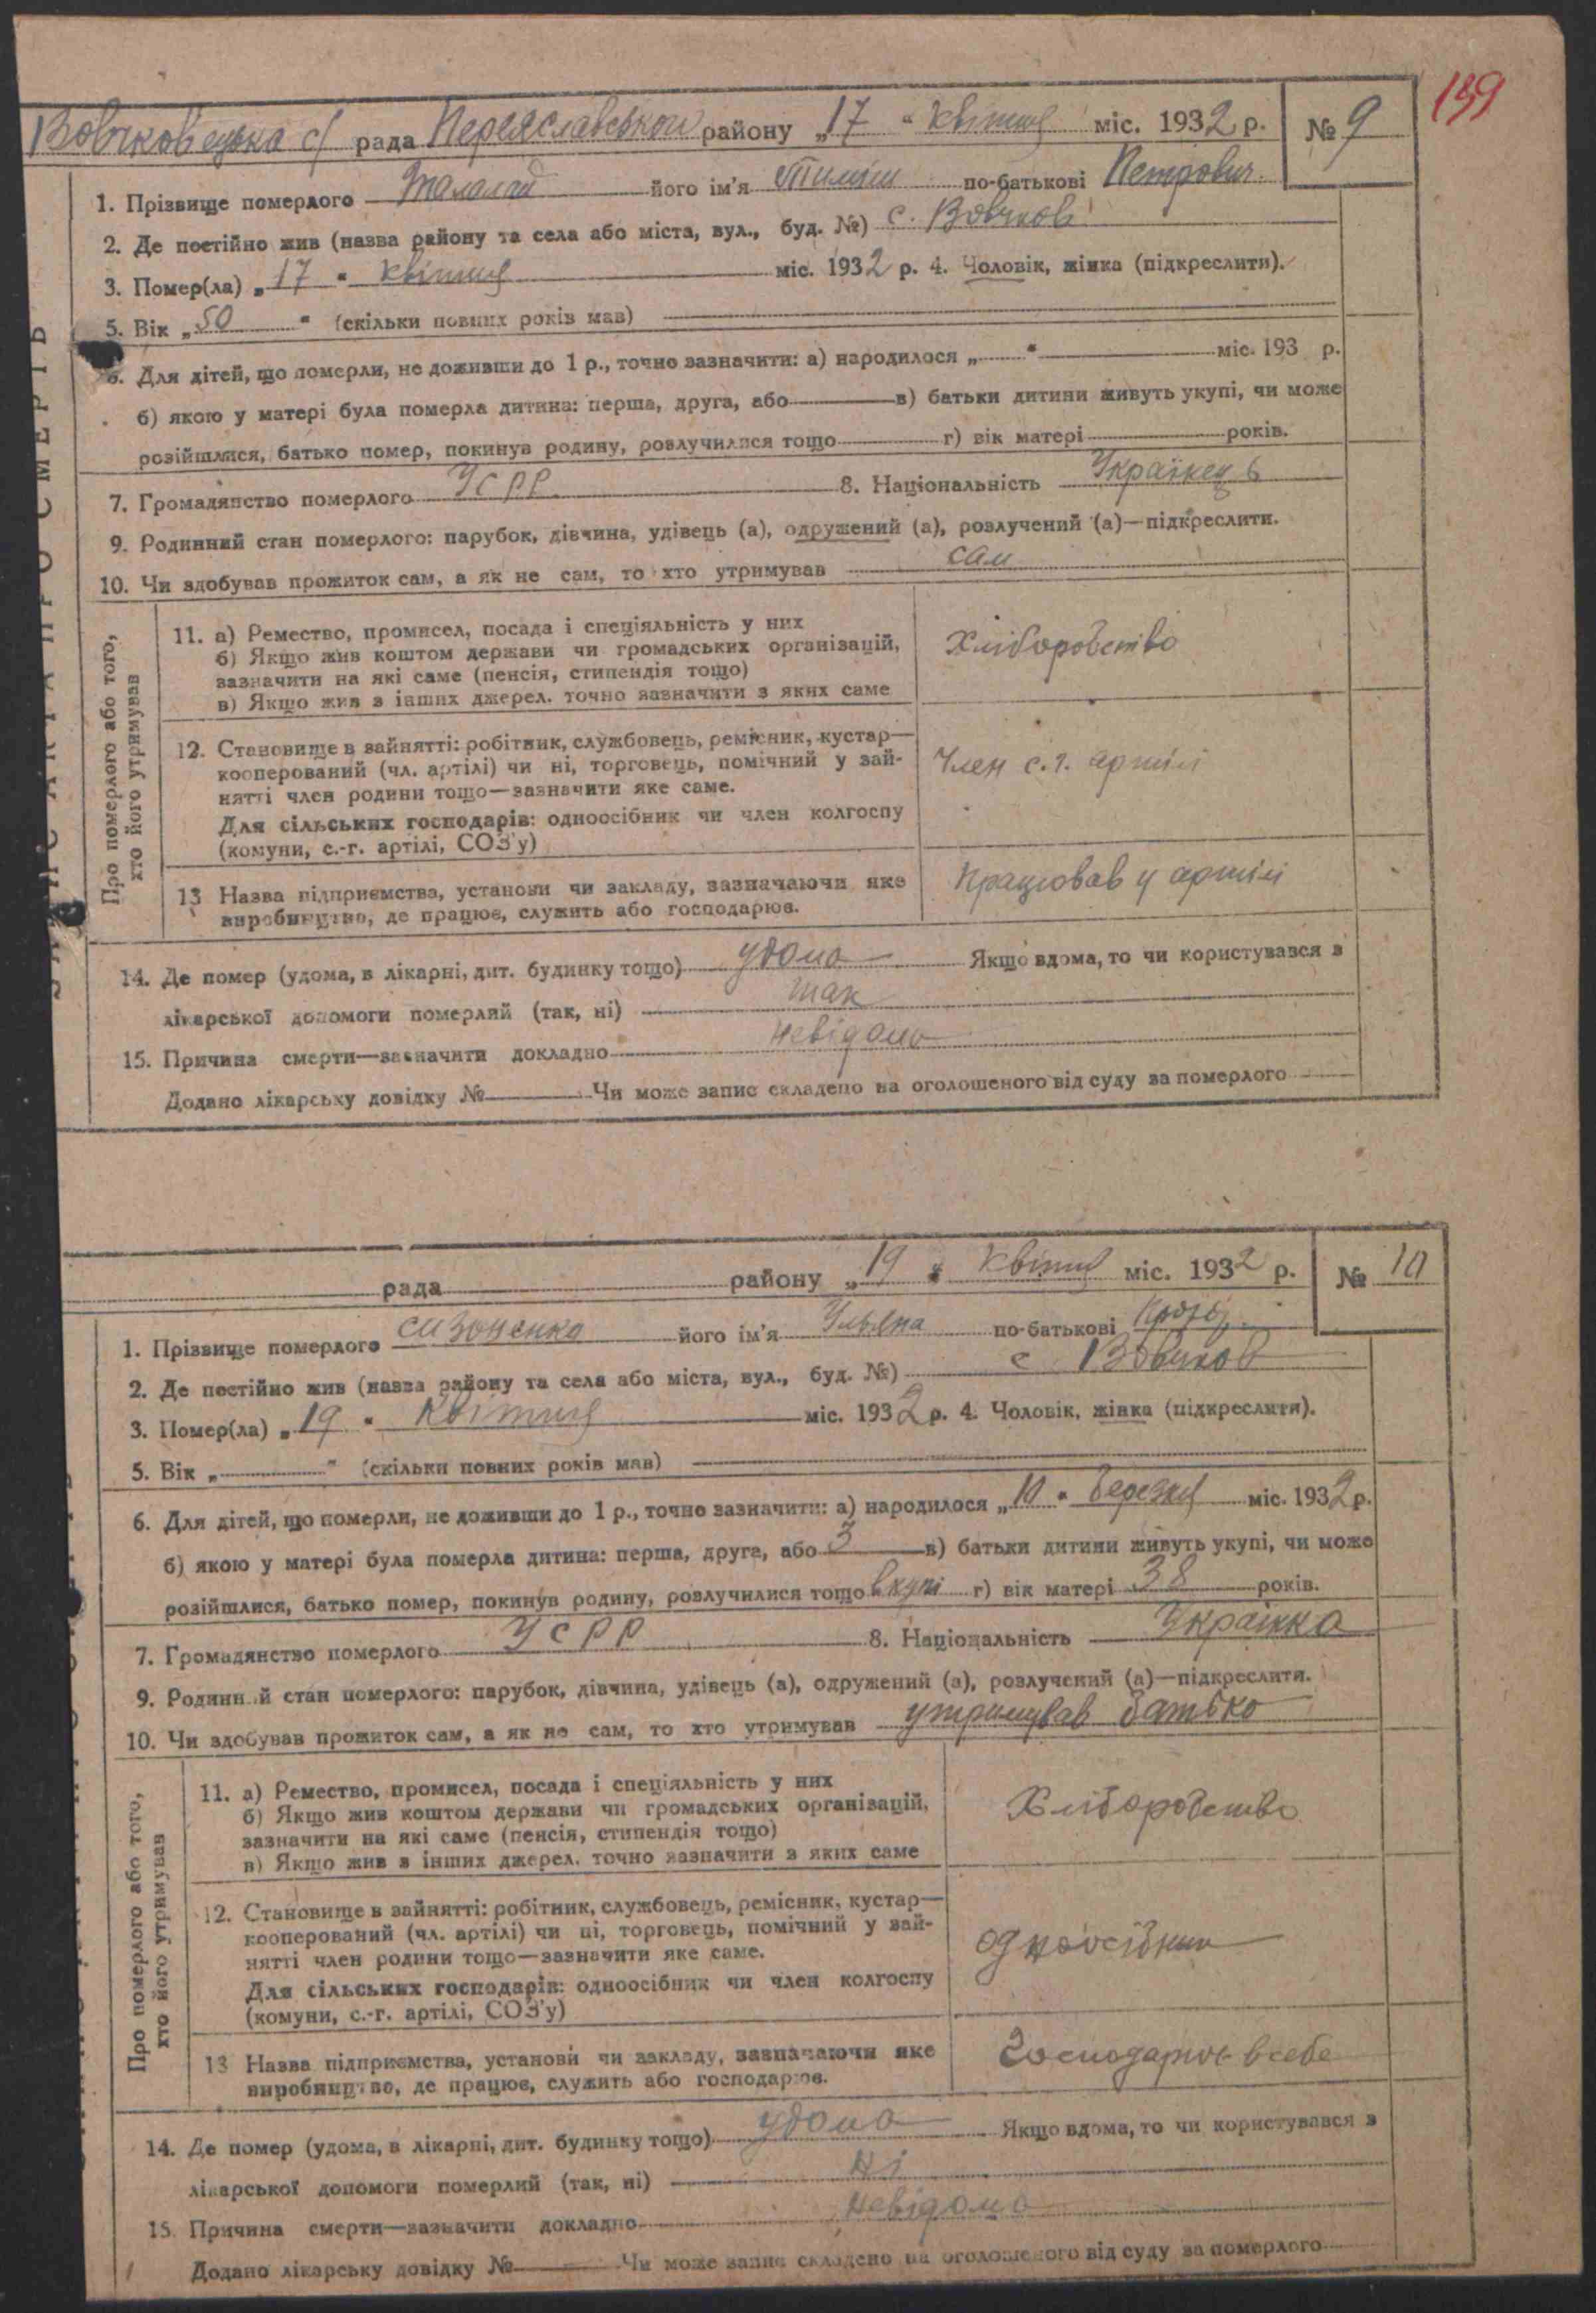 139
Вовчковецька с/ рада Переяславськои району „17“ квітня міс. 1932 р. № 9
1. Прізвище померлого Талалай його ім'я Тиміш по-батькові Петрович.
2. Де постійно жив (назва району та села або міста, вул., буд. №) с. Вовчков
3. Помер(ла) „17“ квітня міс. 1932 р. 4. Чоловік, жінка (підкреслити).
5. Вік „50“ (скільки повних років мав)
6. Для дітей, що померли, не доживши до 1 р., точно зазначити: а) народилося „ “ міс. 193 р.
б) якою у матері була померла дитина: перша, друга, або в) батьки дитини живуть укупі, чи може
розійшлися, батько помер, покинув родину, розлучилися тощо г) вік матері років.
7. Громадянство померлого УСРР 8. Національність Українець
9. Родинний стан померлого: парубок, дівчина, удівець (а), одружений (а), розлучений (а)—підкреслити.
10. Чи здобував прожиток сам, а як не сам, то хто утримував сам
Про померлого або того,
хто його утримував
11. а) Ремество, промисел, посада і спеціяльність у них
б) Якщо жив коштом держави чи громадських організацій,
зазначити на які саме (пенсія, стипендія тощо)
в) Якщо жив з інших джерел. точно зазначити з яких саме
Хліборобство
12. Становище в зайнятті: робітник, службовець, ремісник, кустар—
кооперований (чл. артілі) чи ні, торговець, помічний у зай-
нятті член родини тощо—зазначити яке саме.
Для сільських господарів: одноосібник чи член колгоспу
(комуни, с.-г. артілі, СОЗ'у)
Член с.г. артілі
13 Назва підприємства, установи чи закладу, зазначаючи яке
виробництво, де працює, служить або господарює.
Працював у артілі
14. Де помер (удома, в лікарні, дит. будинку тощо) удома Якщо вдома, то чи користувався з
лікарської допомоги померлий (так, ні) так
15. Причина смерти—зазначити докладно невідомо
Додано лікарську довідку № Чи може запис складено на оголошеного від суду за померлого
рада району „19“ квітня міс. 1932 р. № 10
1. Прізвище померлого Сизоненко його ім'я Ульяна по-батькові
2. Де постійно жив (назва району та села або міста, вул., буд. №) с Вовчков
3. Помер(ла) „19“ квітня міс. 1932 р. 4. Чоловік, жінка (підкреслити).
5. Вік „ “ (скільки повних років мав)
6. Для дітей, що померли, не доживши до 1 р., точно зазначити: а) народилося „10“ березня міс. 1932 р.
б) якою у матері була померла дитина: перша, друга, або 3 в) батьки дитини живуть укупі, чи може
розійшлися, батько помер, покинув родину, розлучилися тощо вкупі г) вік матері 38 років.
7. Громадянство померлого УСРР 8. Національність Українка
9. Родинний стан померлого: парубок, дівчина, удівець (а), одружений (а), розлучений (а)—підкреслити.
10. Чи здобував прожиток сам, а як не сам, то хто утримував утримував батько
Про померлого або того,
хто його утримував
11. а) Ремество, промисел, посада і спеціяльність у них
б) Якщо жив коштом держави чи громадських організацій,
зазначити на які саме (пенсія, стипендія тощо)
в) Якщо жив з інших джерел. точно зазначити з яких саме
Хліборобство
12. Становище в зайнятті: робітник, службовець, ремісник, кустар—
кооперований (чл. артілі) чи ні, торговець, помічний у зай-
нятті член родини тощо—зазначити яке саме.
Для сільських господарів: одноосібник чи член колгоспу
(комуни, с.-г. артілі, СОЗ'у)
одноосібник
13 Назва підприємства, установи чи закладу, зазначаючи яке
виробництво, де працює, служить або господарює.
Господарює в себе
14. Де помер (удома, в лікарні, дит. будинку тощо) удома Якщо вдома, то чи користувався з
лікарської допомоги померлий (так, ні) ні
15. Причина смерти—зазначити докладно невідомо
Додано лікарську довідку № Чи може запис складено на оголошеного від суду за померлого